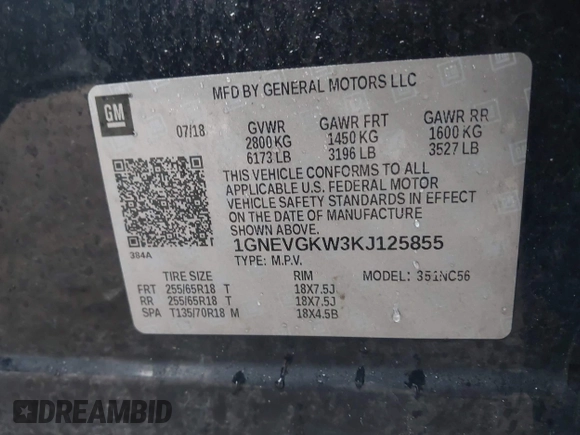 MFD BY GENERAL MOTORS LLC
GM
07/18 GVWR GAWR FRT GAWR RR
2800 KG 1450 KG 1600 KG
6173 LB 3196 LB 3527 LB
THIS VEHICLE CONFORMS TO ALL
APPLICABLE U.S. FEDERAL MOTOR
VEHICLE SAFETY STANDARDS IN EFFECT
ON THE DATE OF MANUFACTURE
SHOWN ABOVE.
1GNEVGKW3KJ125855
384A
TYPE: M.P.V.
TIRE SIZE RIM MODEL: 351NC56
FRT 255/65R18 T 18X7.5J
RR 255/65R18 T 18X7.5J
SPA T135/70R18 M 18X4.5B
DREAMBID